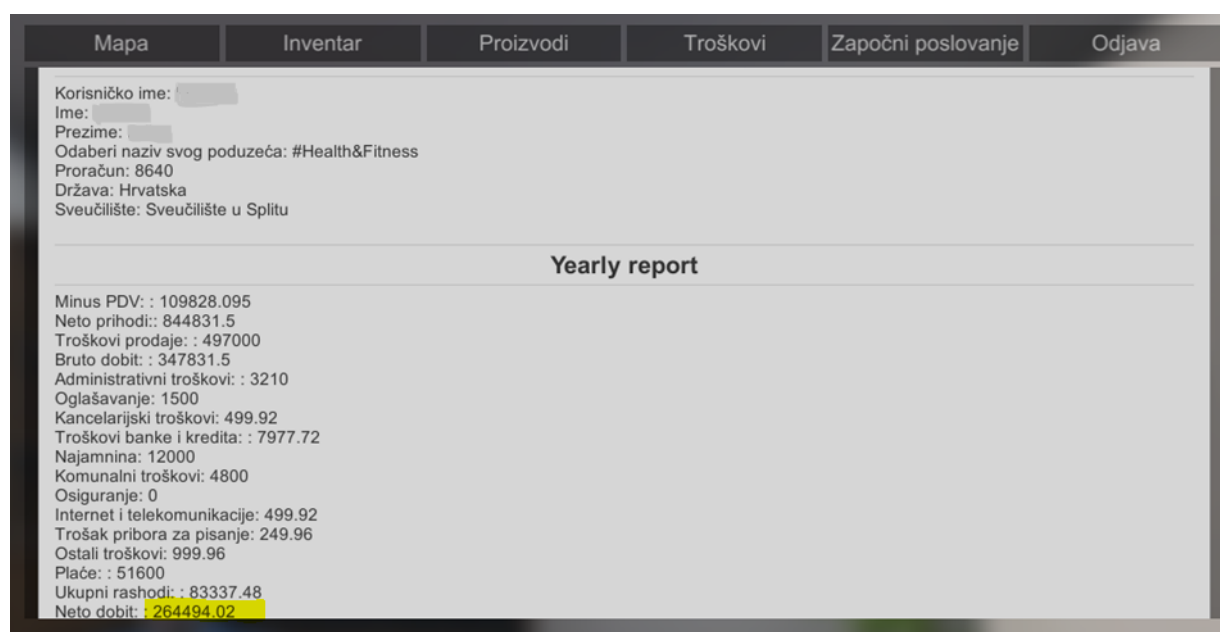 Mapa Inventar Proizvodi Troškovi Započni poslovanje Odjava
Korisničko ime:
Ime:
Prezime:
Odaberi naziv svog poduzeća: #Health&Fitness
Proračun: 8640
Država: Hrvatska
Sveučilište: Sveučilište u Splitu
Yearly report
Minus PDV: : 109828.095
Neto prihodi:: 844831.5
Troškovi prodaje: : 497000
Bruto dobit: : 347831.5
Administrativni troškovi: : 3210
Oglašavanje: 1500
Kancelarijski troškovi: 499.92
Troškovi banke i kredita: : 7977.72
Najamnina: 12000
Komunalni troškovi: 4800
Osiguranje: 0
Internet i telekomunikacije: 499.92
Trošak pribora za pisanje: 249.96
Ostali troškovi: 999.96
Plaće: : 51600
Ukupni rashodi: : 83337.48
Neto dobit: : 264494.02